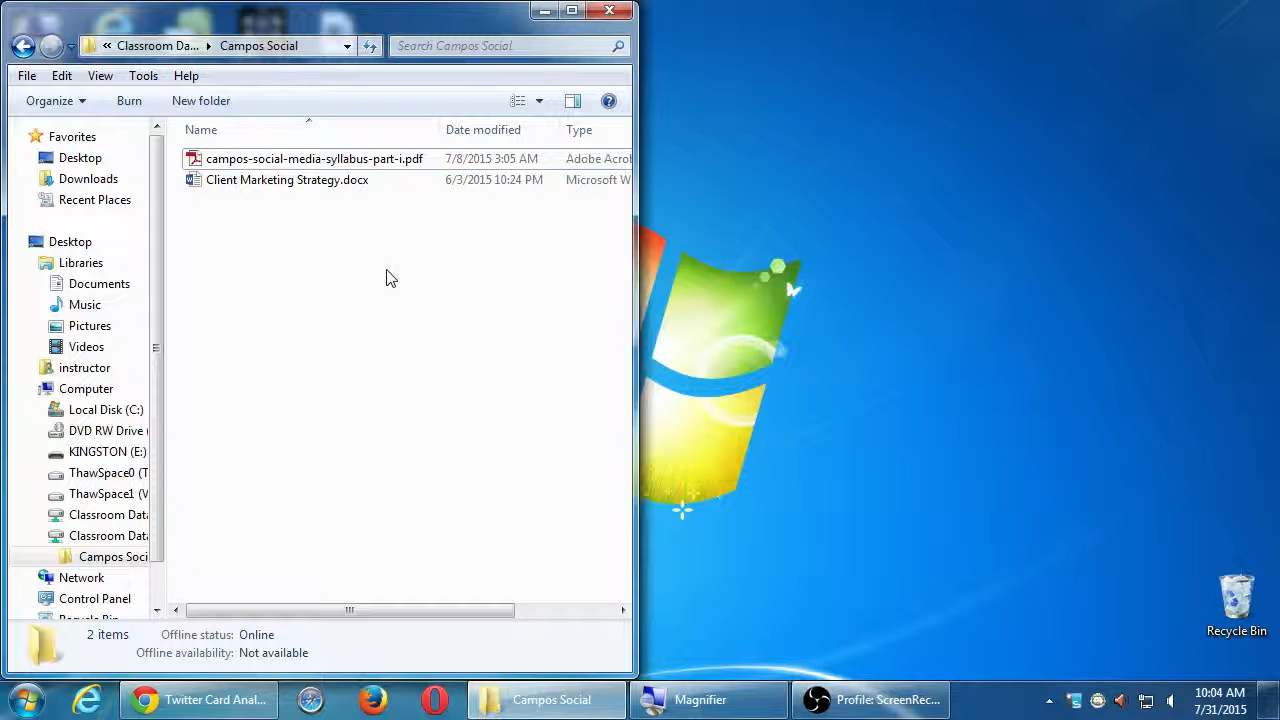 « Classroom Da... Campos Social
Search Campos Social
File Edit View Tools Help
Organize Burn New folder
Name Date modified Type
campos-social-media-syllabus-part-i.pdf 7/8/2015 3:05 AM Adobe Acrob
Client Marketing Strategy.docx 6/3/2015 10:24 PM Microsoft W
Favorites
Desktop
Downloads
Recent Places
Desktop
Libraries
Documents
Music
Pictures
Videos
instructor
Computer
Local Disk (C:)
DVD RW Drive (
KINGSTON (E:)
ThawSpace0 (T
ThawSpace1 (V
Classroom Data
Classroom Data
Campos Soci
Network
Control Panel
2 items Offline status: Online
Offline availability: Not available
Recycle Bin
Twitter Card Anal... Campos Social Magnifier Profile: ScreenRec... 10:04 AM
7/31/2015